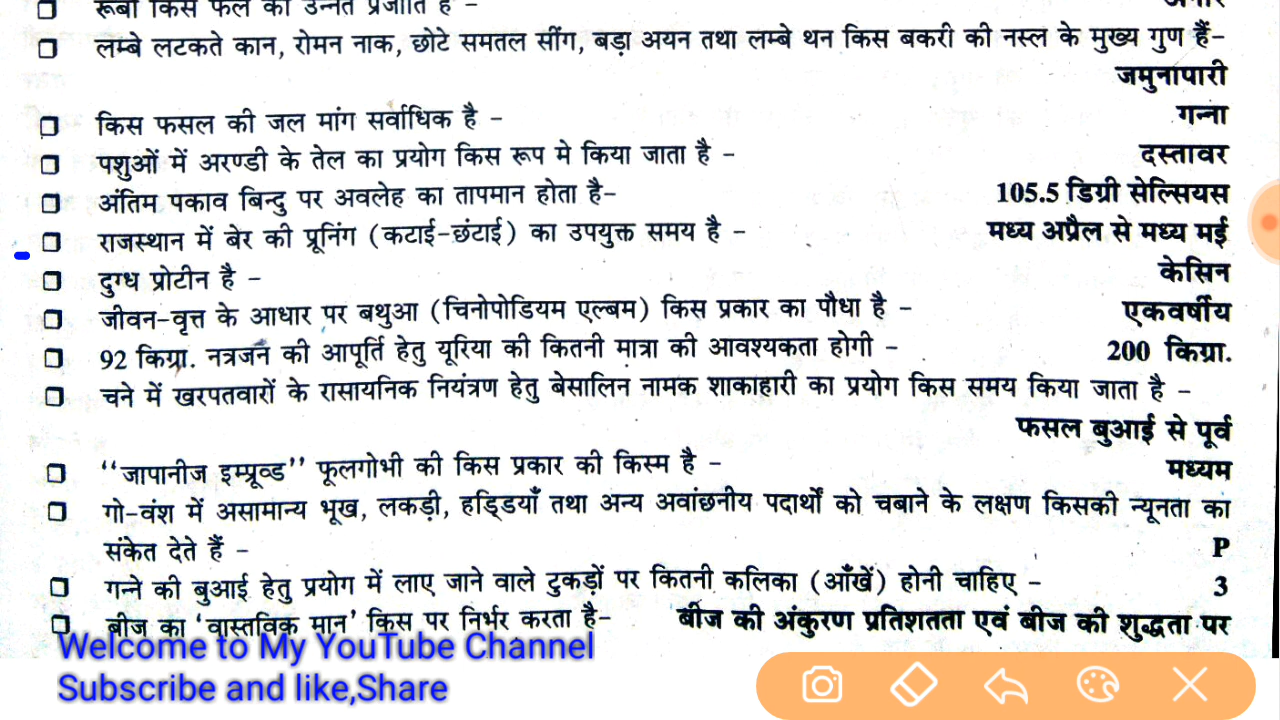 रूबी किस फल की उन्नत प्रजाति है - अनार
लम्बे लटकते कान, रोमन नाक, छोटे समतल सींग, बड़ा अयन तथा लम्बे थन किस बकरी की नस्ल के मुख्य गुण हैं-
जमुनापारी
किस फसल की जल मांग सर्वाधिक है - गन्ना
पशुओं में अरण्डी के तेल का प्रयोग किस रूप मे किया जाता है - दस्तावर
अंतिम पकाव बिन्दु पर अवलेह का तापमान होता है- 105.5 डिग्री सेल्सियस
राजस्थान में बेर की प्रूनिंग (कटाई-छंटाई) का उपयुक्त समय है - मध्य अप्रैल से मध्य मई
दुग्ध प्रोटीन है - केसिन
जीवन-वृत्त के आधार पर बथुआ (चिनोपोडियम एल्बम) किस प्रकार का पौधा है - एकवर्षीय
92 किग्रा. नत्रजन की आपूर्ति हेतु यूरिया की कितनी मात्रा की आवश्यकता होगी - 200 किग्रा.
चने में खरपतवारों के रासायनिक नियंत्रण हेतु बेसालिन नामक शाकाहारी का प्रयोग किस समय किया जाता है -
फसल बुआई से पूर्व
“जापानीज इम्प्रूव्ड” फूलगोभी की किस प्रकार की किस्म है - मध्यम
गो-वंश में असामान्य भूख, लकड़ी, हड्डियाँ तथा अन्य अवांछनीय पदार्थों को चबाने के लक्षण किसकी न्यूनता का
संकेत देते हैं - P
गन्ने की बुआई हेतु प्रयोग में लाए जाने वाले टुकड़ों पर कितनी कलिका (आँखें) होनी चाहिए - 3
बीज का ‘वास्तविक मान’ किस पर निर्भर करता है- बीज की अंकुरण प्रतिशतता एवं बीज की शुद्धता पर
Welcome to My YouTube Channel
Subscribe and like,Share